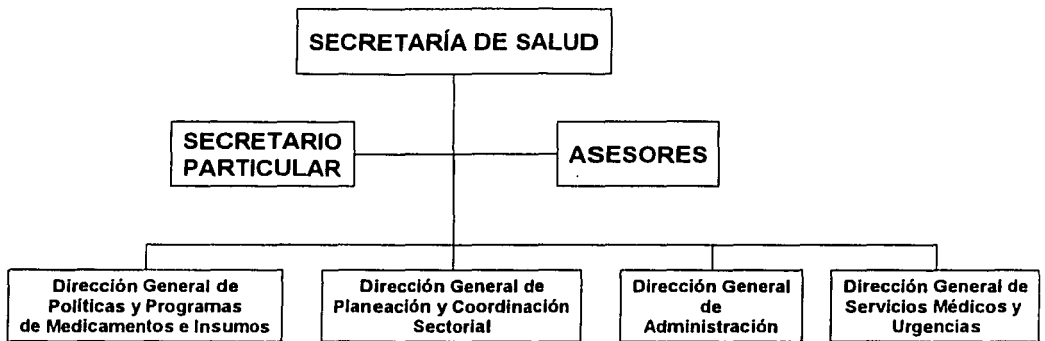 SECRETARÍA DE SALUD
SECRETARIO
PARTICULAR
ASESORES
Dirección General de
Políticas y Programas
de Medicamentos e Insumos
Dirección General de
Planeación y Coordinación
Sectorial
Dirección General
de
Administración
Dirección General de
Servicios Médicos y
Urgencias